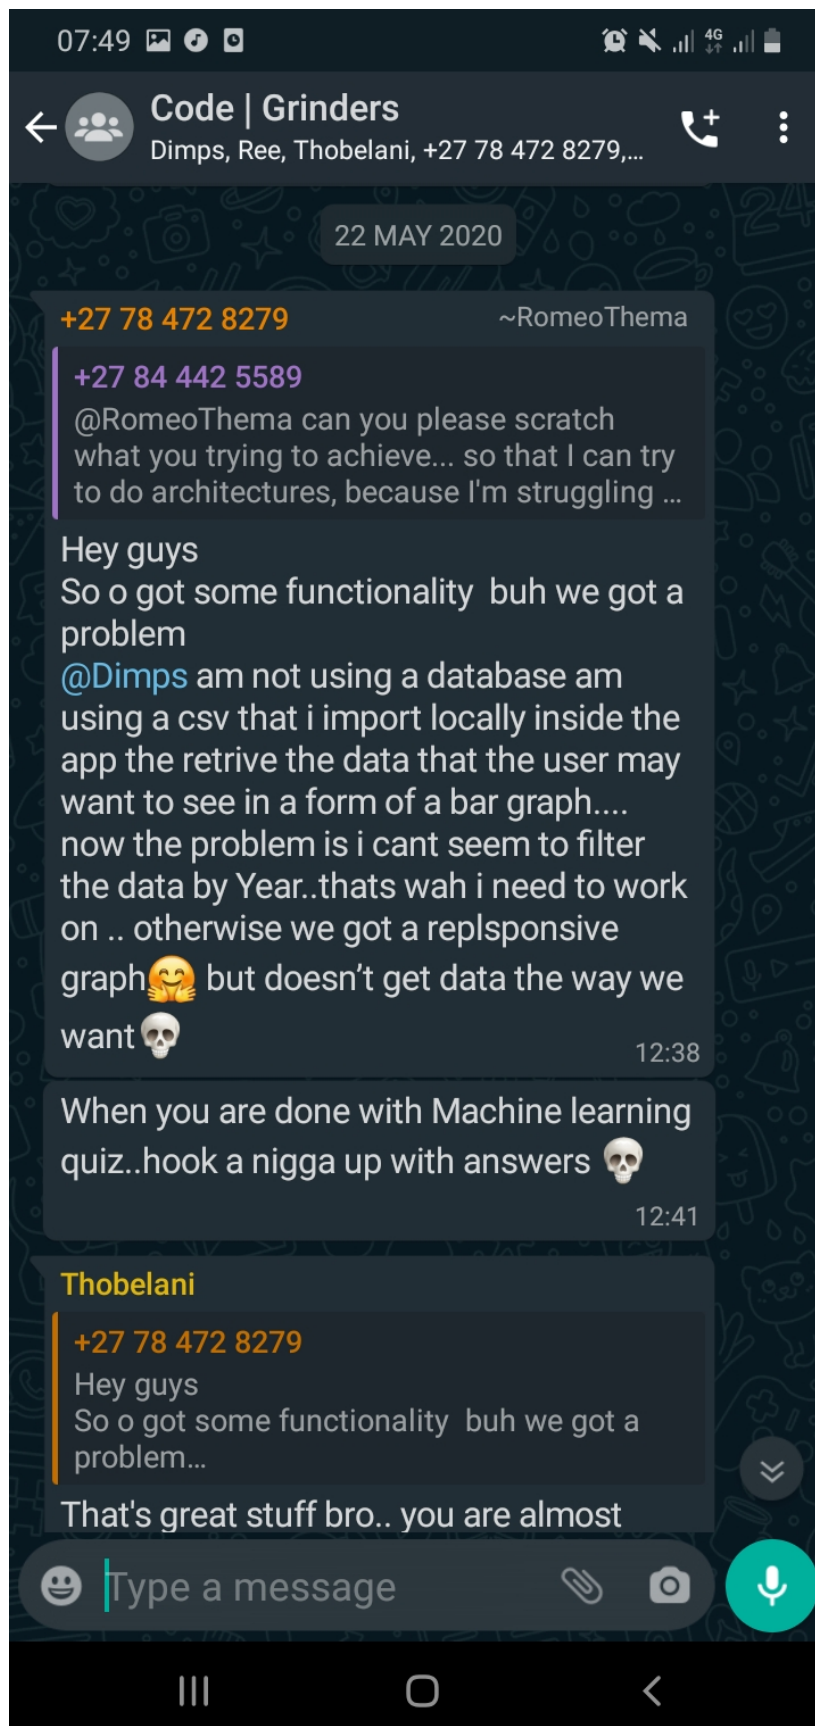 07:49
4G
Code | Grinders
Dimps, Ree, Thobelani, +27 78 472 8279,...
22 MAY 2020
+27 78 472 8279 ~RomeoThema
+27 84 442 5589
@RomeoThema can you please scratch
what you trying to achieve... so that I can try
to do architectures, because I'm struggling ...
Hey guys
So o got some functionality  buh we got a
problem
@Dimps am not using a database am
using a csv that i import locally inside the
app the retrive the data that the user may
want to see in a form of a bar graph....
now the problem is i cant seem to filter
the data by Year..thats wah i need to work
on .. otherwise we got a replsponsive
graph🤗 but doesn’t get data the way we
want💀
12:38
When you are done with Machine learning
quiz..hook a nigga up with answers 💀
12:41
Thobelani
+27 78 472 8279
Hey guys
So o got some functionality  buh we got a
problem...
That's great stuff bro.. you are almost
Type a message